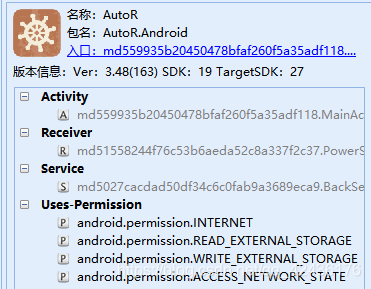 名称：AutoR
包名：AutoR.Android
入口：md559935b20450478bfaf260f5a35adf118....
版本信息：Ver：3.48(163) SDK：19 TargetSDK：27
Activity
A md559935b20450478bfaf260f5a35adf118.MainAc
Receiver
R md51558244f76c53b6aeda52c8a337f2c37.PowerS
Service
S md5027cacdad50df34c6c0fab9a3689eca9.BackSe
Uses-Permission
P android.permission.INTERNET
P android.permission.READ_EXTERNAL_STORAGE
P android.permission.WRITE_EXTERNAL_STORAGE
P android.permission.ACCESS_NETWORK_STATE